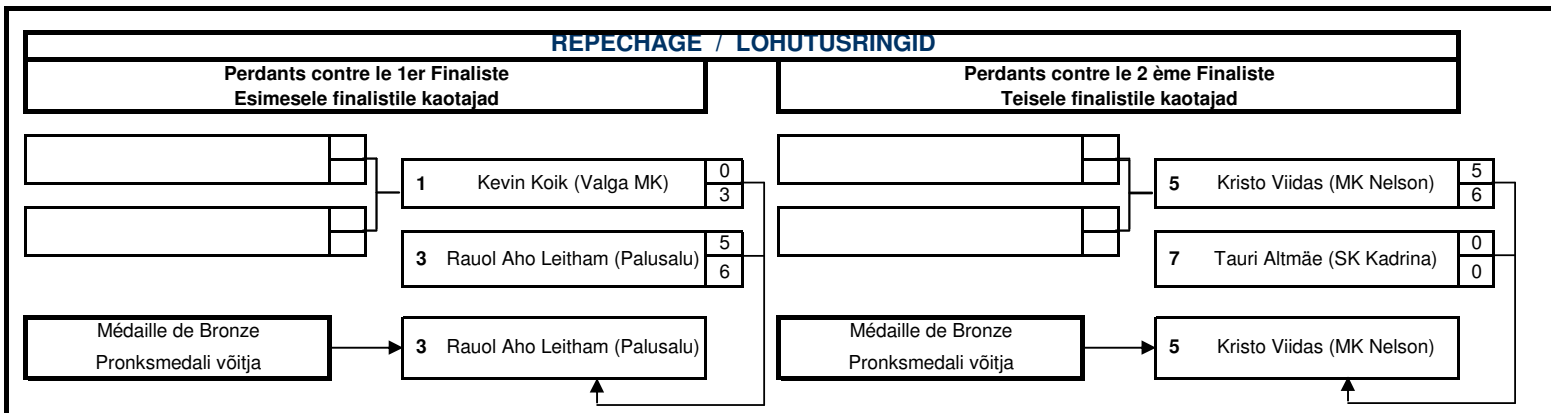 REPECHAGE / LOHUTUSRINGID
Perdants contre le 1er Finaliste
Esimesele finalistile kaotajad
Perdants contre le 2 ème Finaliste
Teisele finalistile kaotajad
1 Kevin Koik (Valga MK) 0
3
3 Rauol Aho Leitham (Palusalu) 5
6
5 Kristo Viidas (MK Nelson) 5
6
7 Tauri Altmäe (SK Kadrina) 0
0
Médaille de Bronze
Pronksmedali võitja
3 Rauol Aho Leitham (Palusalu)
Médaille de Bronze
Pronksmedali võitja
5 Kristo Viidas (MK Nelson)